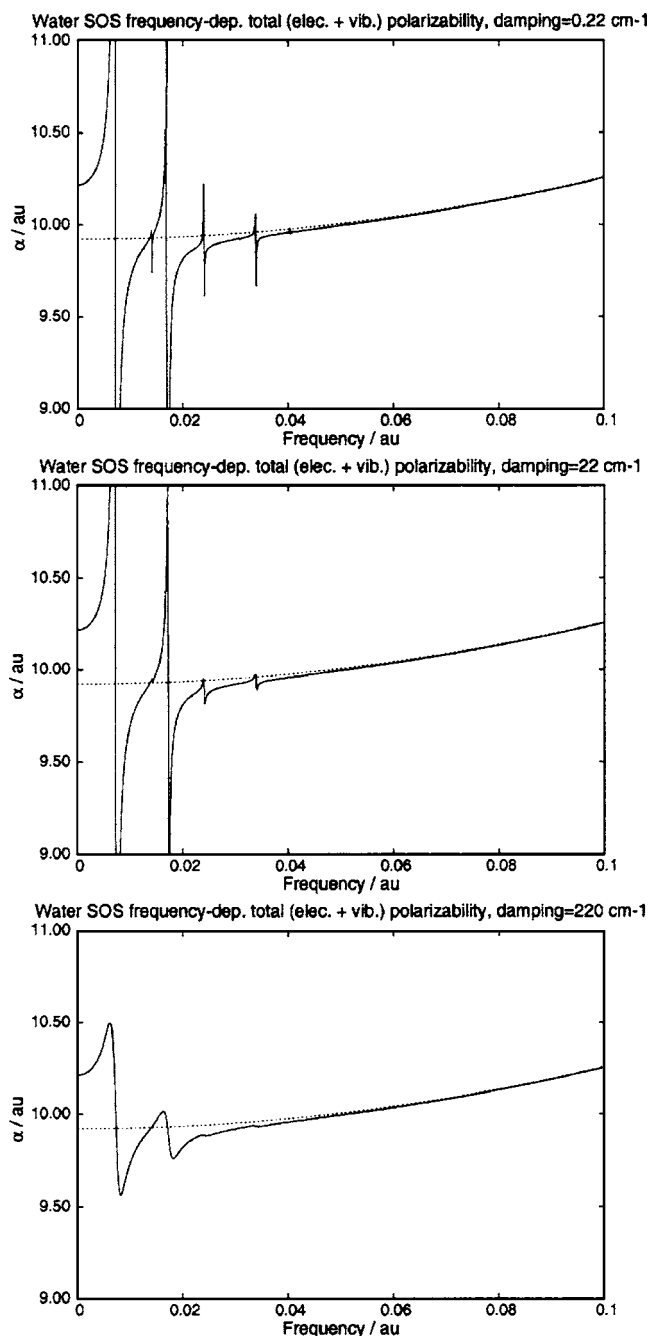 Water SOS frequency-dep. total (elec. + vib.) polarizability, damping=0.22 cm-1
11.00
10.50
10.00
9.50
9.00
α / au
0 0.02 0.04 0.06 0.08 0.1
Frequency / au
Water SOS frequency-dep. total (elec. + vib.) polarizability, damping=22 cm-1
11.00
10.50
10.00
9.50
9.00
α / au
0 0.02 0.04 0.06 0.08 0.1
Frequency / au
Water SOS frequency-dep. total (elec. + vib.) polarizability, damping=220 cm-1
11.00
10.50
10.00
9.50
9.00
α / au
0 0.02 0.04 0.06 0.08 0.1
Frequency / au